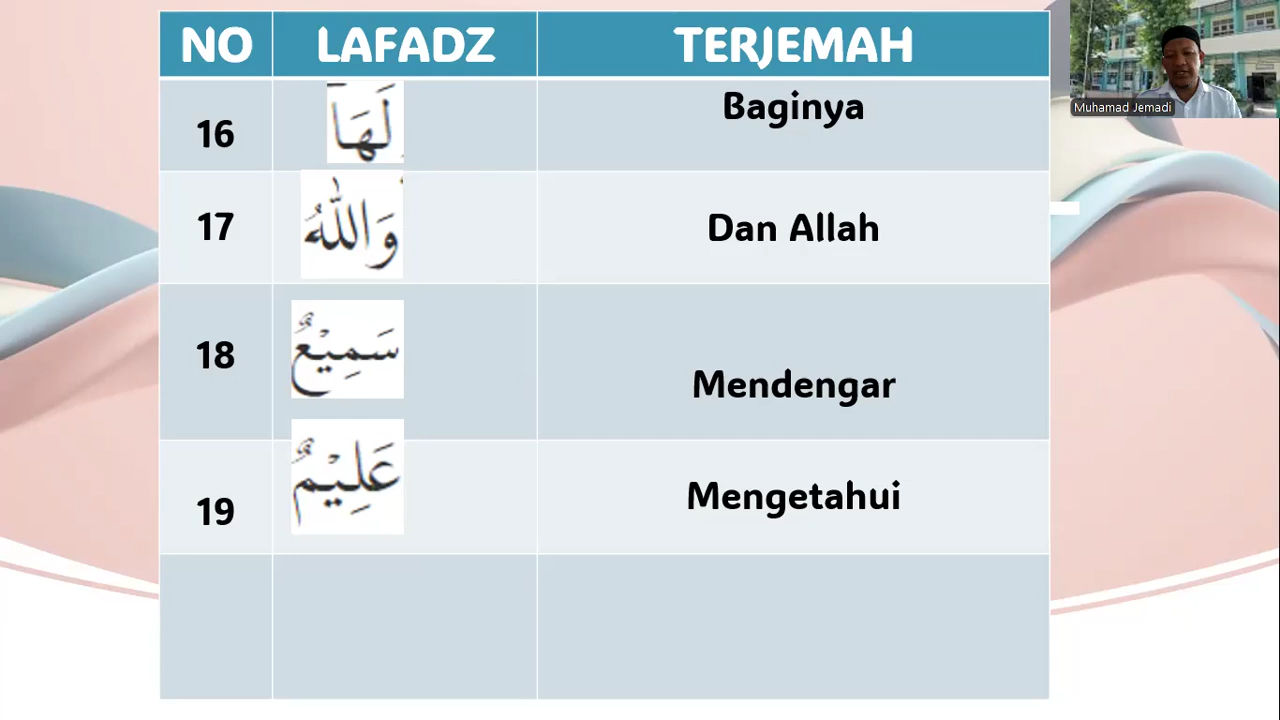 NO LAFADZ TERJEMAH
16 لَهَا Baginya
17 وَاللّٰهُ Dan Allah
18 سَمِيْعٌ Mendengar
19 عَلِيْمٌ Mengetahui
Muhamad Jemadi